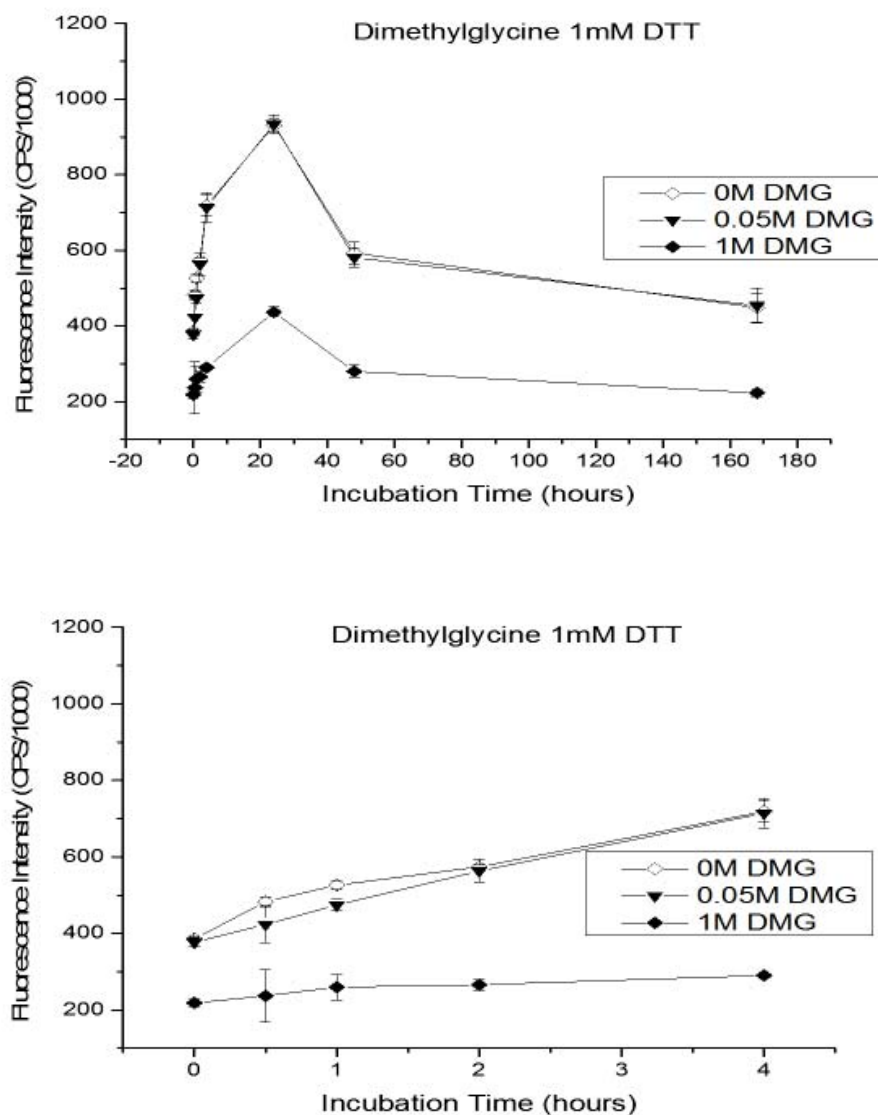 Dimethylglycine 1mM DTT
1200
1000
800
600
400
200
Fluorescence Intensity (CPS/1000)
0M DMG
0.05M DMG
1M DMG
-20 0 20 40 60 80 100 120 140 160 180
Incubation Time (hours)
Dimethylglycine 1mM DTT
1200
1000
800
600
400
200
Fluorescence Intensity (CPS/1000)
0M DMG
0.05M DMG
1M DMG
0 1 2 3 4
Incubation Time (hours)